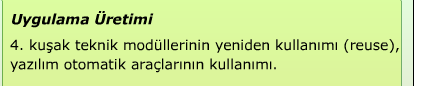 Uygulama Üretimi
4. kuşak teknik modüllerinin yeniden kullanımı (reuse),
yazılım otomatik araçlarının kullanımı.